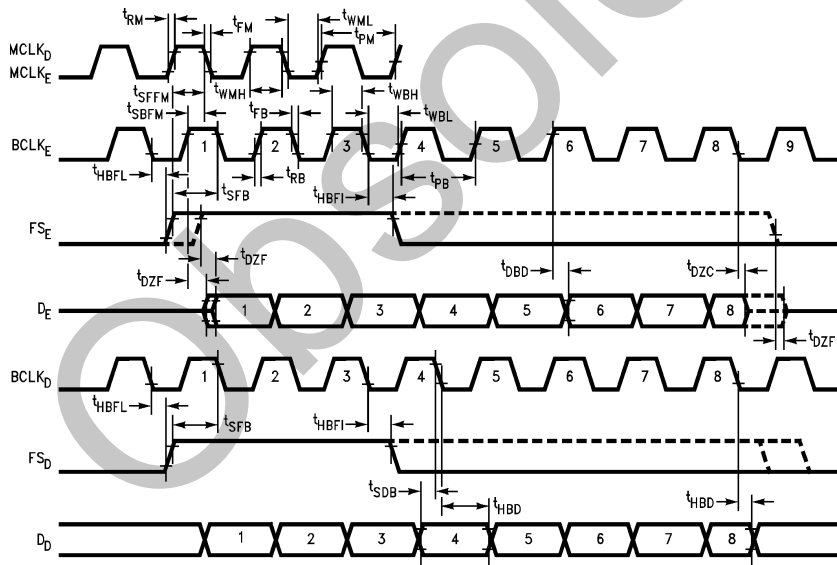 tRM tFM tWML
tPM
MCLKD
MCLKE
tSFFM tWMH tWBH
tSBFM tFB tWBL
BCLKE 1 2 3 4 5 6 7 8 9
tHBFL tSFB tRB tHBFI tPB
FSE
tDZF tDBD tDZC
tDZF
DE 1 2 3 4 5 6 7 8
tDZF
BCLKD 1 2 3 4 5 6 7 8
tHBFL tSFB tHBFI
FSD
tSDB tHBD tHBD
DD 1 2 3 4 5 6 7 8